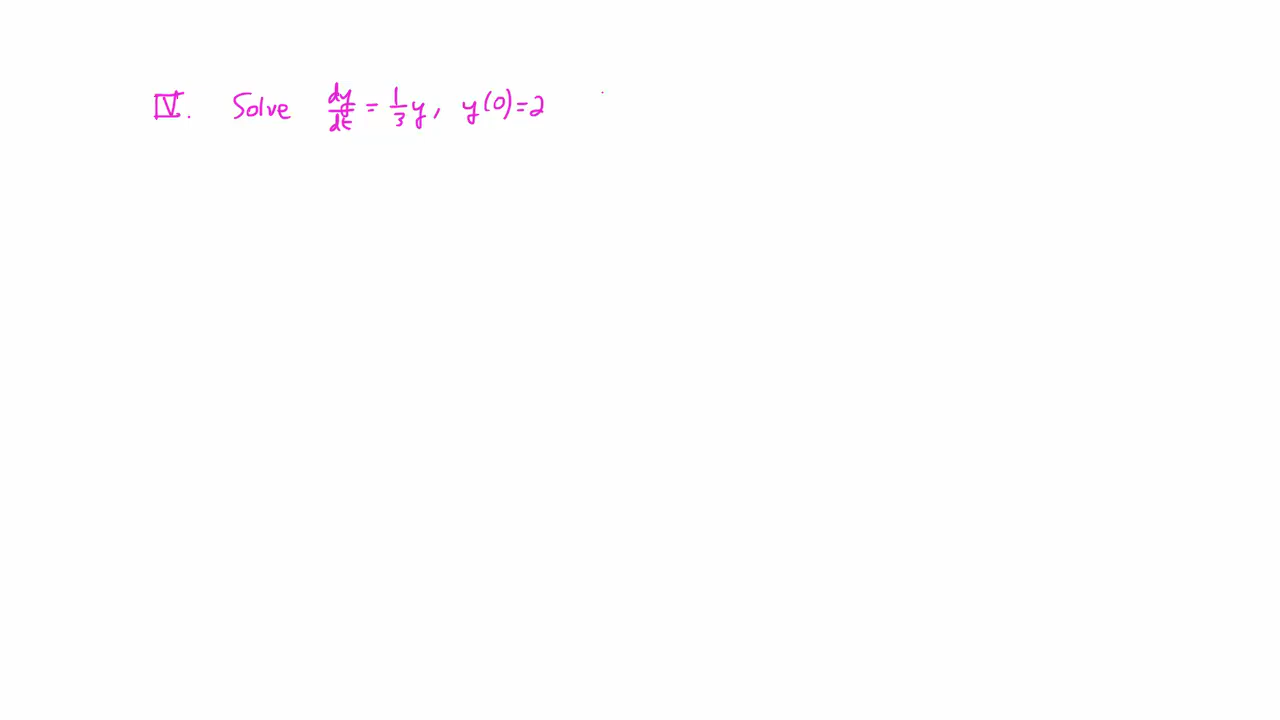 IV. Solve dy/dt = 1/3 y, y(0)=2